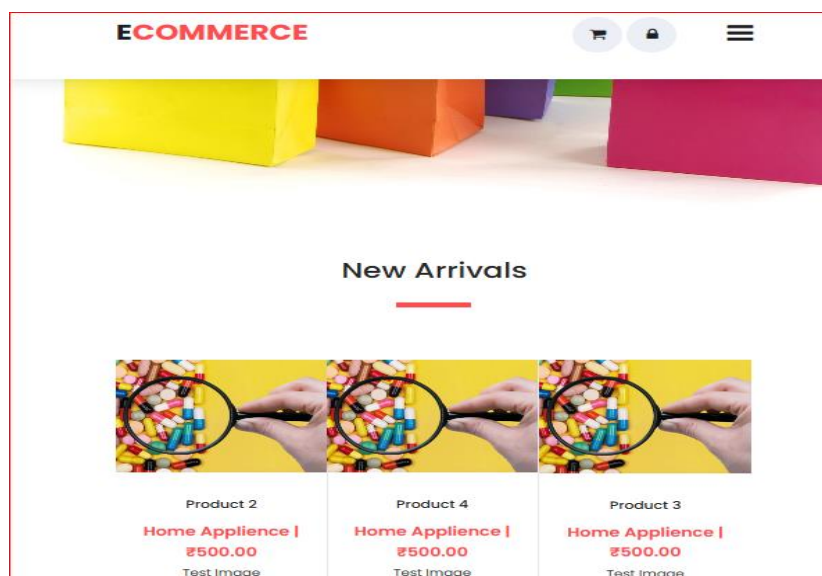 ECOMMERCE
New Arrivals
Product 2
Home Applience |
₹500.00
Test Image
Product 4
Home Applience |
₹500.00
Test Image
Product 3
Home Applience |
₹500.00
Test Image